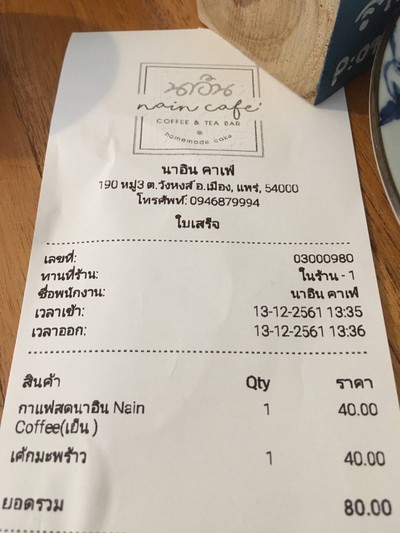 นาอิน
nain cafe'
COFFEE & TEA BAR
homemade cake
นาอิน คาเฟ่
190 หมู่3 ต.วังหงส์ อ.เมือง, แพร่, 54000
โทรศัพท์: 0946879994
ใบเสร็จ
เลขที่: 03000980
ทานที่ร้าน: ในร้าน - 1
ชื่อพนักงาน: นาอิน คาเฟ่
เวลาเข้า: 13-12-2561 13:35
เวลาออก: 13-12-2561 13:36
สินค้า Qty ราคา
กาแฟสดนาอิน Nain 1 40.00
Coffee(เย็น )
เค้กมะพร้าว 1 40.00
ยอดรวม 80.00